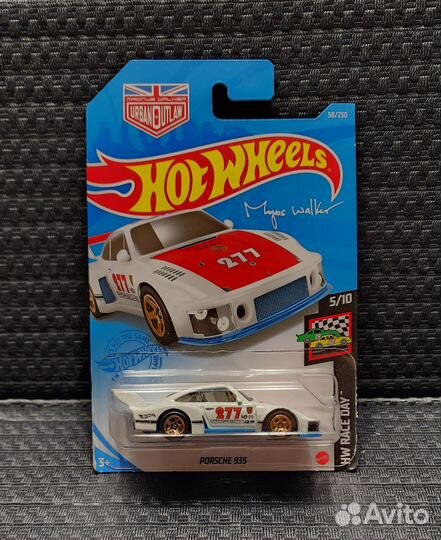 MAGNUS WALKER
URBAN OUTLAW
58/250
HOT WHEELS
Magnus Walker
277
5/10
HW RACE DAY
277
PORSCHE 935
3+
Avito